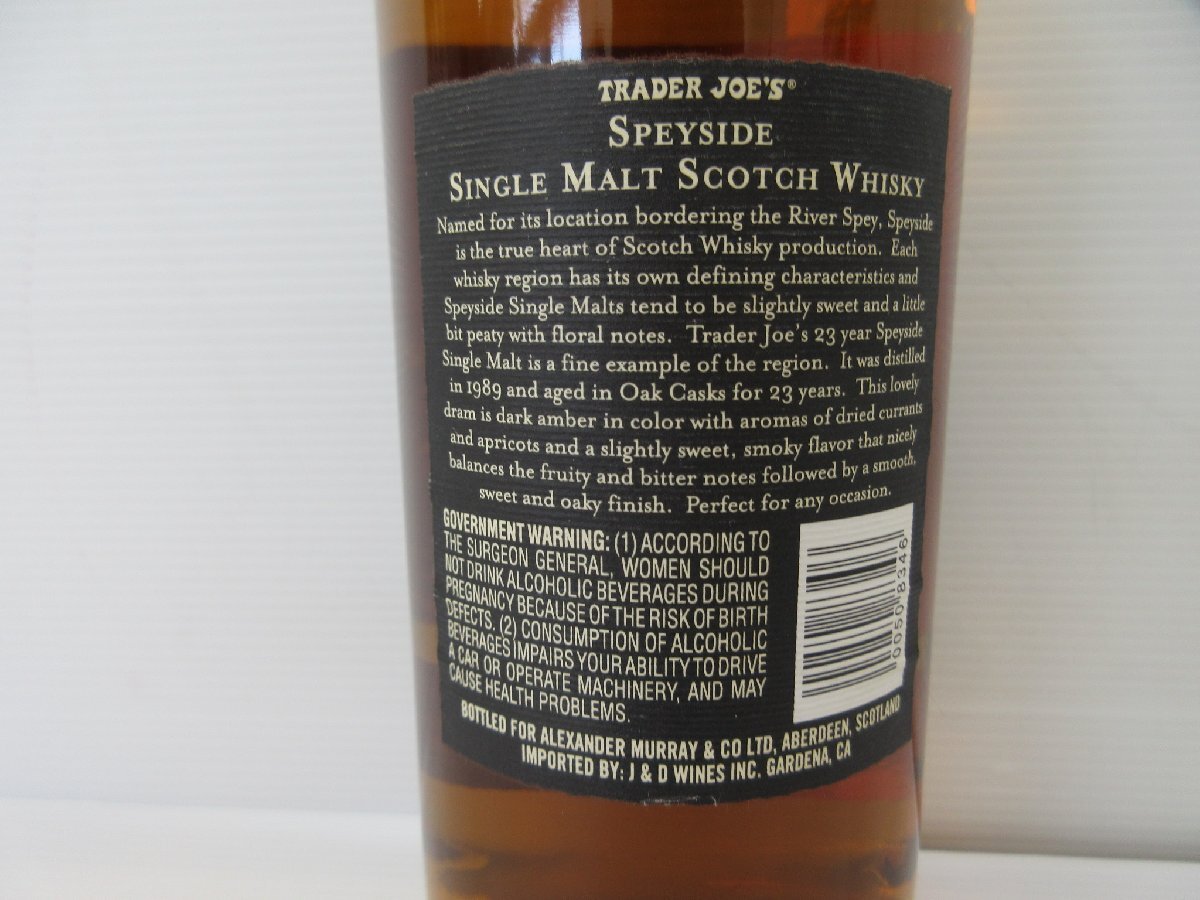 TRADER JOE'S®
SPEYSIDE
SINGLE MALT SCOTCH WHISKY
Named for its location bordering the River Spey, Speyside
is the true heart of Scotch Whisky production. Each
whisky region has its own defining characteristics and
Speyside Single Malts tend to be slightly sweet and a little
bit peaty with floral notes. Trader Joe's 23 year Speyside
Single Malt is a fine example of the region. It was distilled
in 1989 and aged in Oak Casks for 23 years. This lovely
dram is dark amber in color with aromas of dried currants
and apricots and a slightly sweet, smoky flavor that nicely
balances the fruity and bitter notes followed by a smooth,
sweet and oaky finish. Perfect for any occasion.
GOVERNMENT WARNING: (1) ACCORDING TO
THE SURGEON GENERAL, WOMEN SHOULD
NOT DRINK ALCOHOLIC BEVERAGES DURING
PREGNANCY BECAUSE OF THE RISK OF BIRTH
DEFECTS. (2) CONSUMPTION OF ALCOHOLIC
BEVERAGES IMPAIRS YOUR ABILITY TO DRIVE
A CAR OR OPERATE MACHINERY, AND MAY
CAUSE HEALTH PROBLEMS.
0050 8346
BOTTLED FOR ALEXANDER MURRAY & CO LTD, ABERDEEN, SCOTLAND
IMPORTED BY: J & D WINES INC. GARDENA, CA